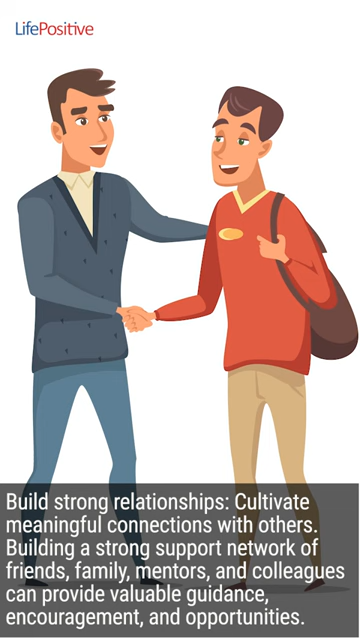 LifePositive
Build strong relationships: Cultivate
meaningful connections with others.
Building a strong support network of
friends, family, mentors, and colleagues
can provide valuable guidance,
encouragement, and opportunities.